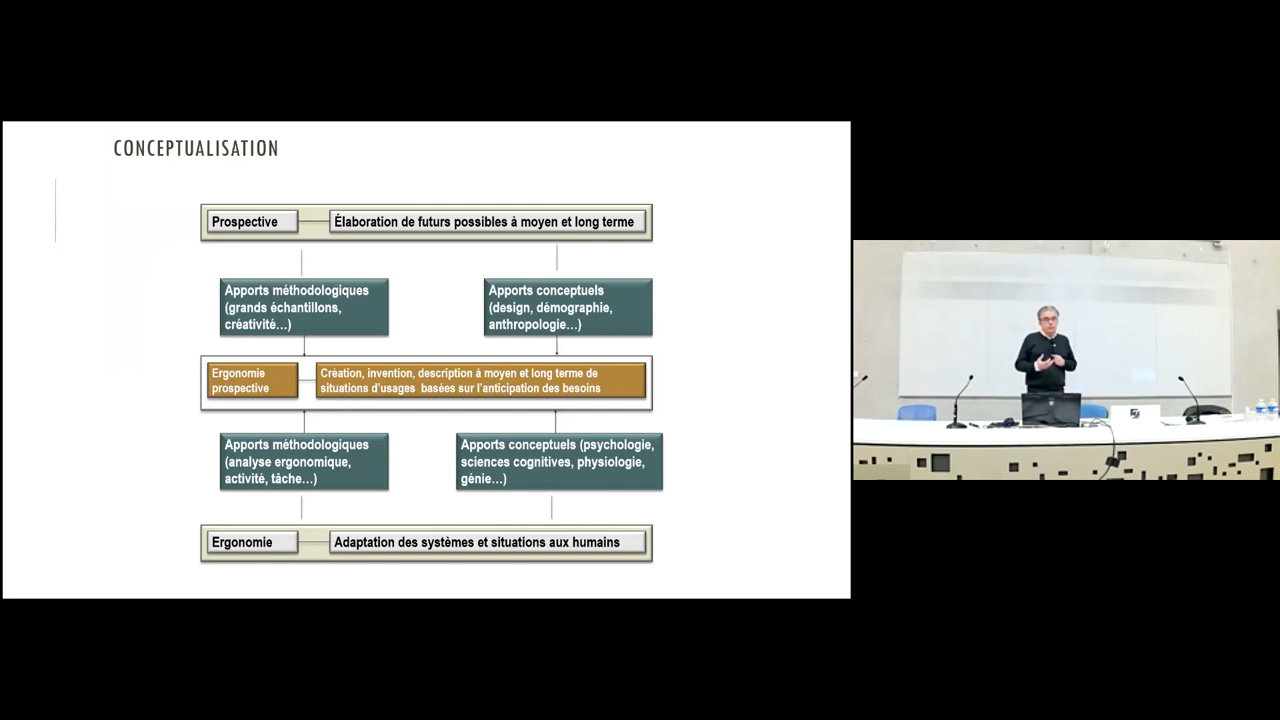 CONCEPTUALISATION
Prospective
Élaboration de futurs possibles à moyen et long terme
Apports méthodologiques
(grands échantillons,
créativité…)
Apports conceptuels
(design, démographie,
anthropologie…)
Ergonomie
prospective
Création, invention, description à moyen et long terme de
situations d'usages basées sur l'anticipation des besoins
Apports méthodologiques
(analyse ergonomique,
activité, tâche…)
Apports conceptuels (psychologie,
sciences cognitives, physiologie,
génie…)
Ergonomie
Adaptation des systèmes et situations aux humains